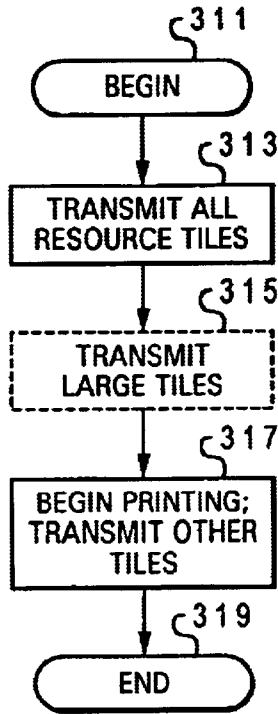 311
BEGIN
313
TRANSMIT ALL
RESOURCE TILES
315
TRANSMIT
LARGE TILES
317
BEGIN PRINTING;
TRANSMIT OTHER
TILES
319
END